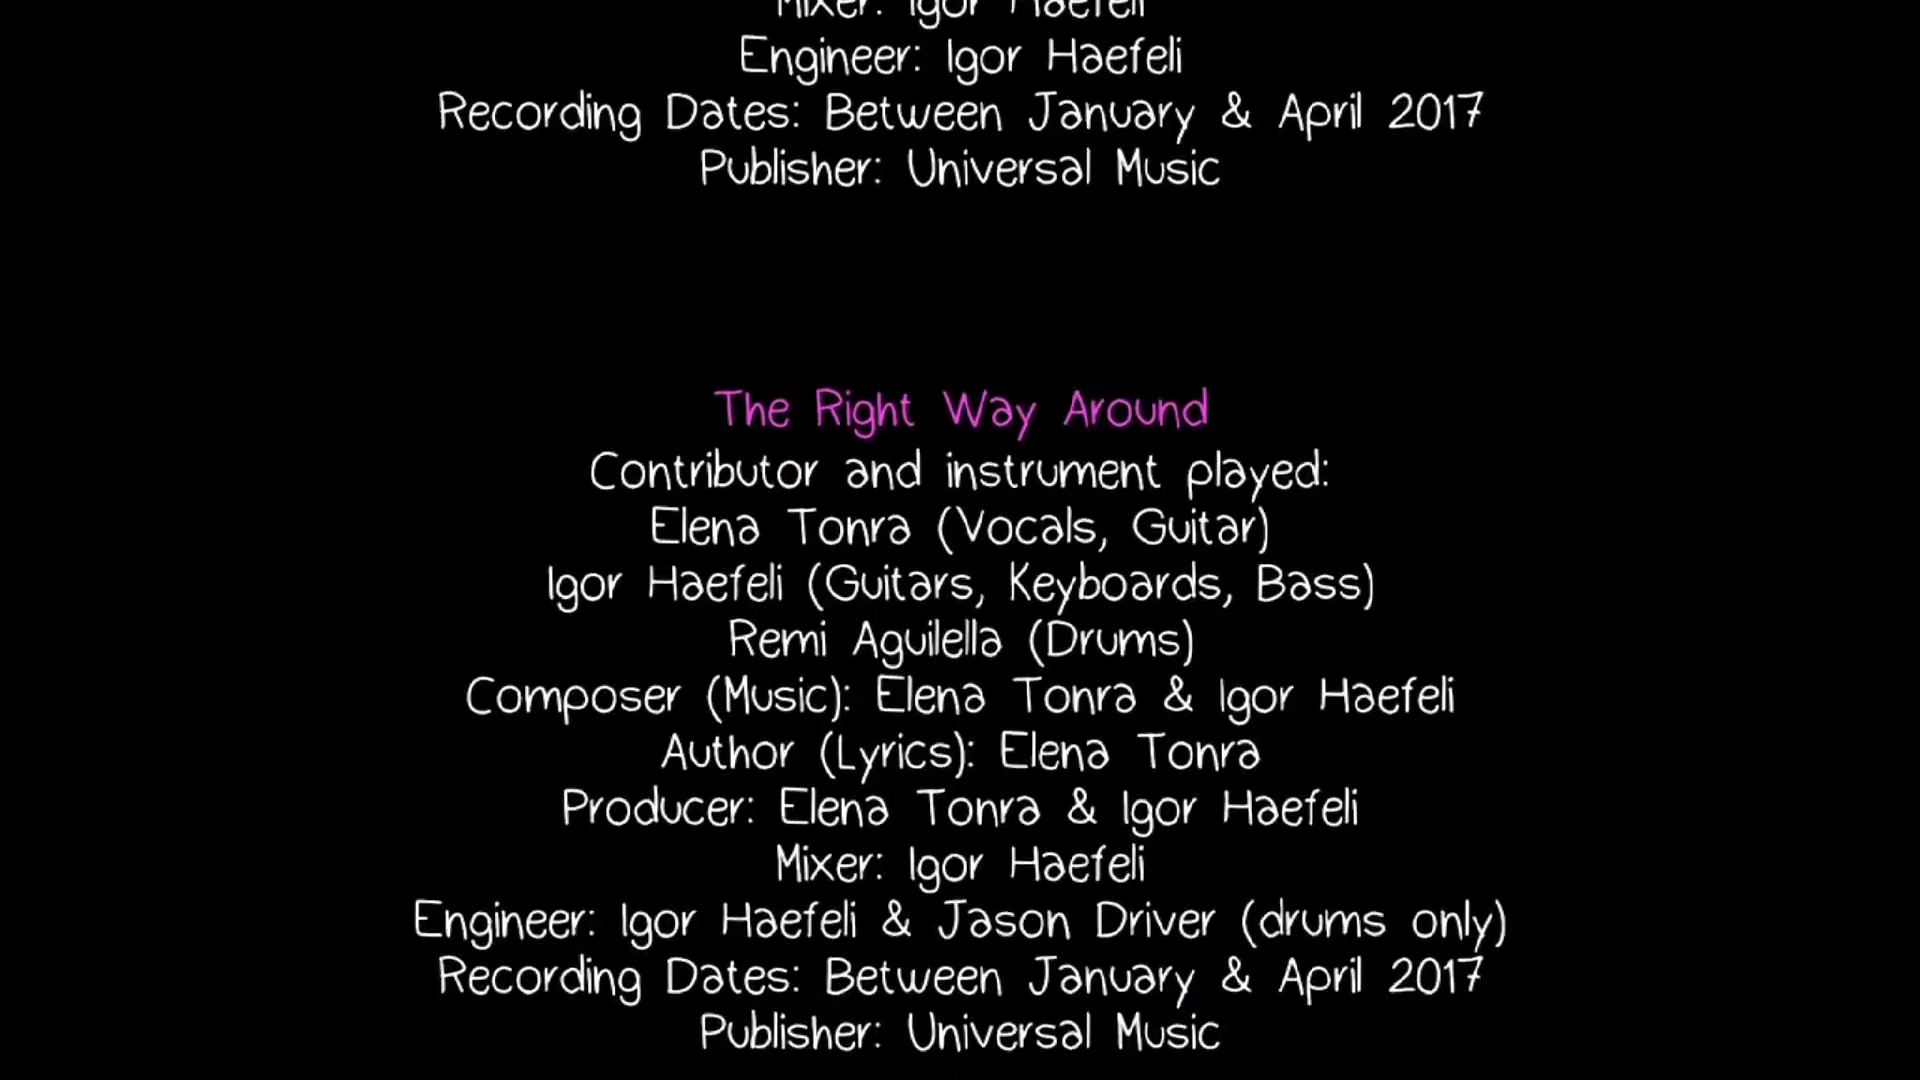 Mixer: Igor Haefeli
Engineer: Igor Haefeli
Recording Dates: Between January & April 2017
Publisher: Universal Music
The Right Way Around
Contributor and instrument played:
Elena Tonra (Vocals, Guitar)
Igor Haefeli (Guitars, Keyboards, Bass)
Remi Aguilella (Drums)
Composer (Music): Elena Tonra & Igor Haefeli
Author (Lyrics): Elena Tonra
Producer: Elena Tonra & Igor Haefeli
Mixer: Igor Haefeli
Engineer: Igor Haefeli & Jason Driver (drums only)
Recording Dates: Between January & April 2017
Publisher: Universal Music